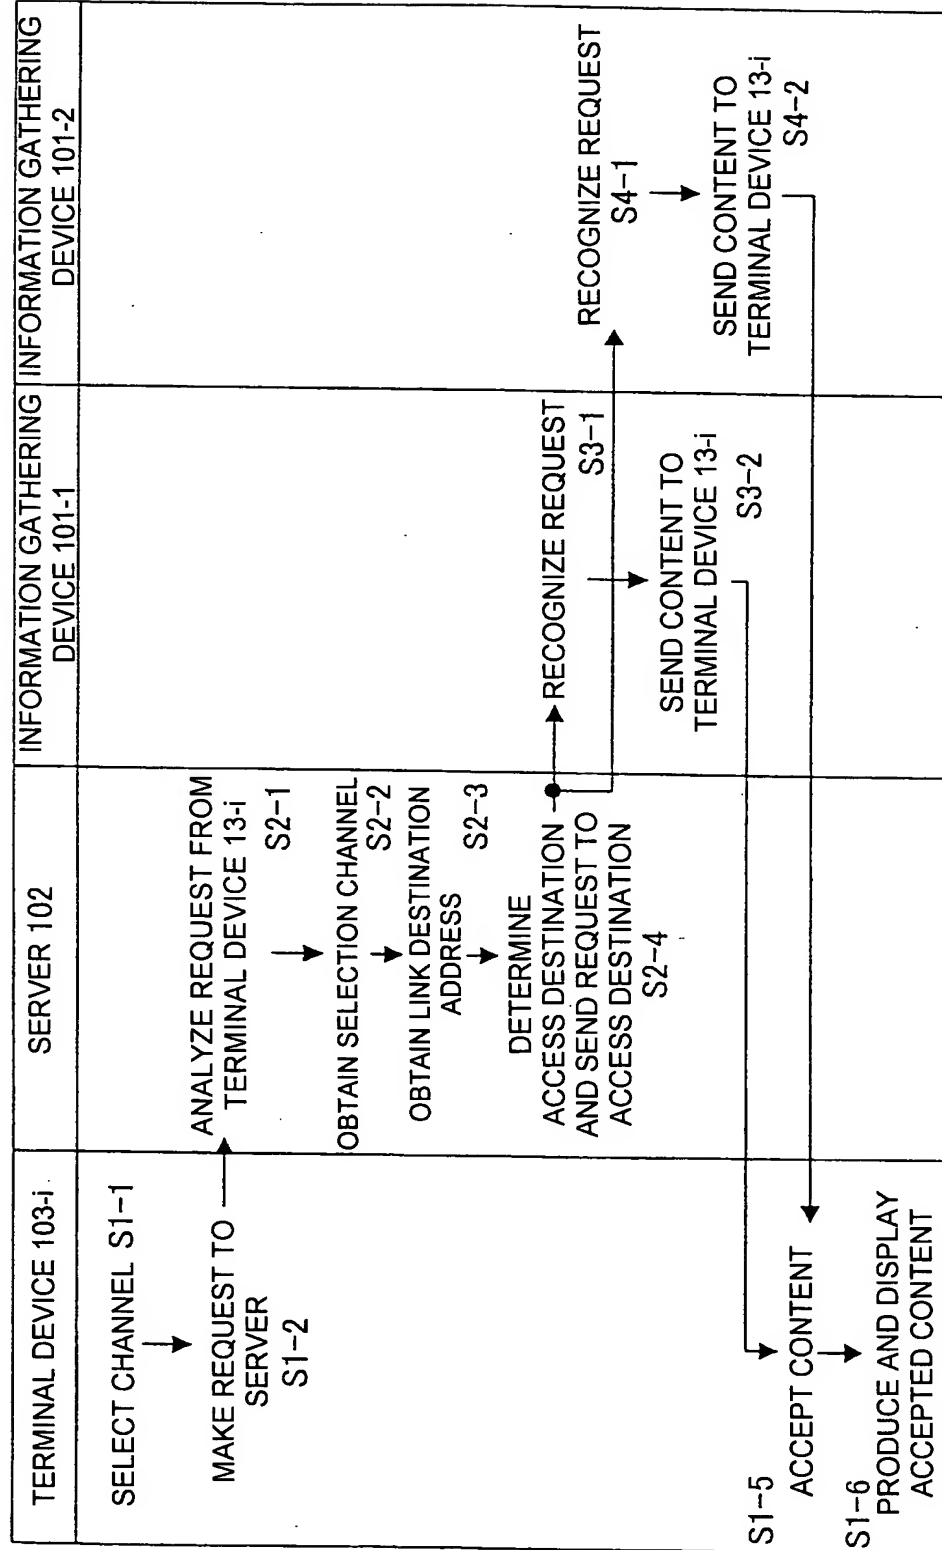 TERMINAL DEVICE 103-i
SERVER 102
INFORMATION GATHERING
DEVICE 101-1
INFORMATION GATHERING
DEVICE 101-2
SELECT CHANNEL S1-1
MAKE REQUEST TO
SERVER
S1-2
ANALYZE REQUEST FROM
TERMINAL DEVICE 13-i
S2-1
OBTAIN SELECTION CHANNEL
S2-2
OBTAIN LINK DESTINATION
ADDRESS
S2-3
DETERMINE
ACCESS DESTINATION
AND SEND REQUEST TO
ACCESS DESTINATION
S2-4
RECOGNIZE REQUEST
S3-1
SEND CONTENT TO
TERMINAL DEVICE 13-i
S3-2
RECOGNIZE REQUEST
S4-1
SEND CONTENT TO
TERMINAL DEVICE 13-i
S4-2
S1-5
ACCEPT CONTENT
S1-6
PRODUCE AND DISPLAY
ACCEPTED CONTENT